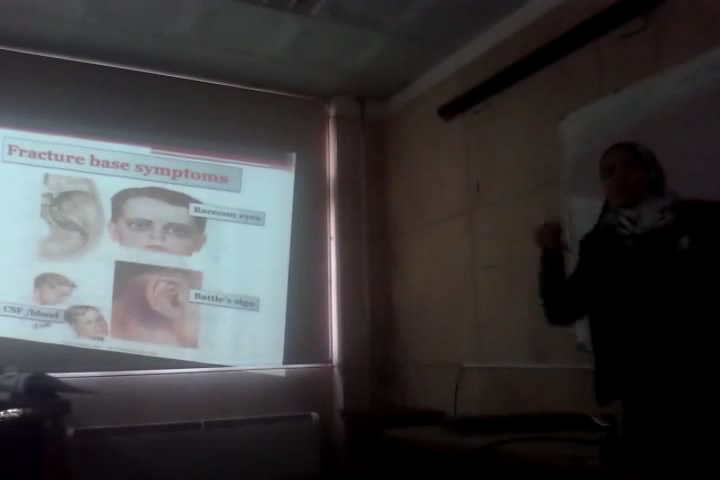 Fracture base symptoms
Raccoon eyes
Battle's sign
CSF /blood